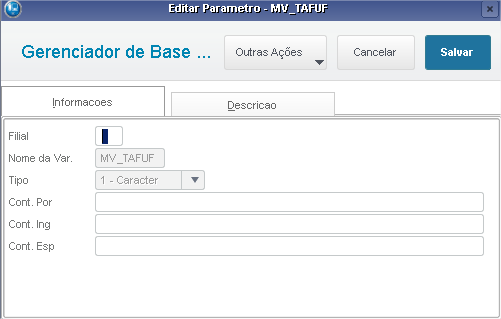 Editar Parametro - MV_TAFUF
Gerenciador de Base ...
Outras Ações
Cancelar
Salvar
Informacoes
Descricao
Filial
Nome da Var.
MV_TAFUF
Tipo
1 - Caracter
Cont. Por
Cont. Ing
Cont. Esp